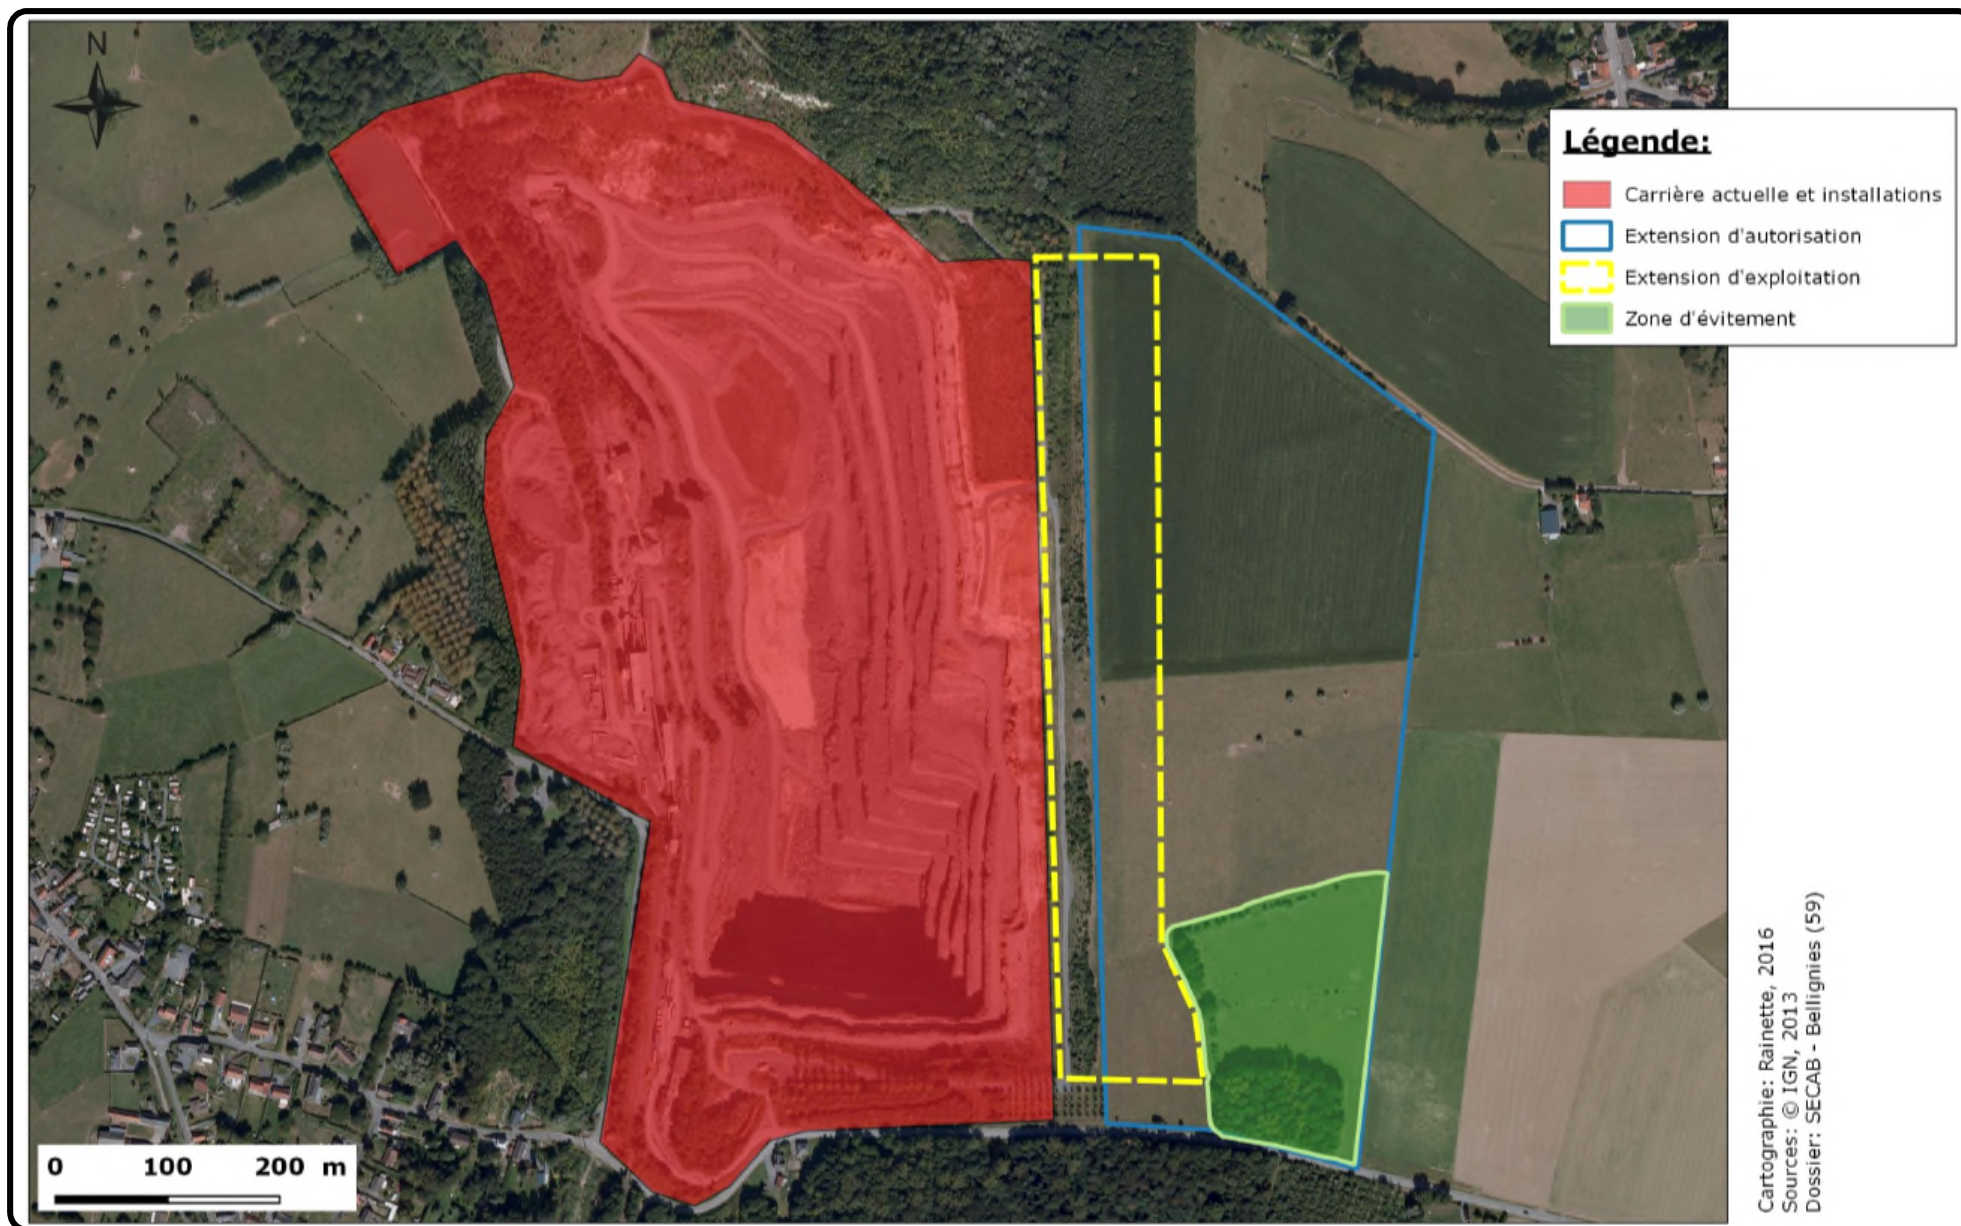 N
Légende:
Carrière actuelle et installations
Extension d'autorisation
Extension d'exploitation
Zone d'évitement
0 100 200 m
Cartographie: Rainette, 2016
Sources: © IGN, 2013
Dossier: SECAB - Bellignies (59)